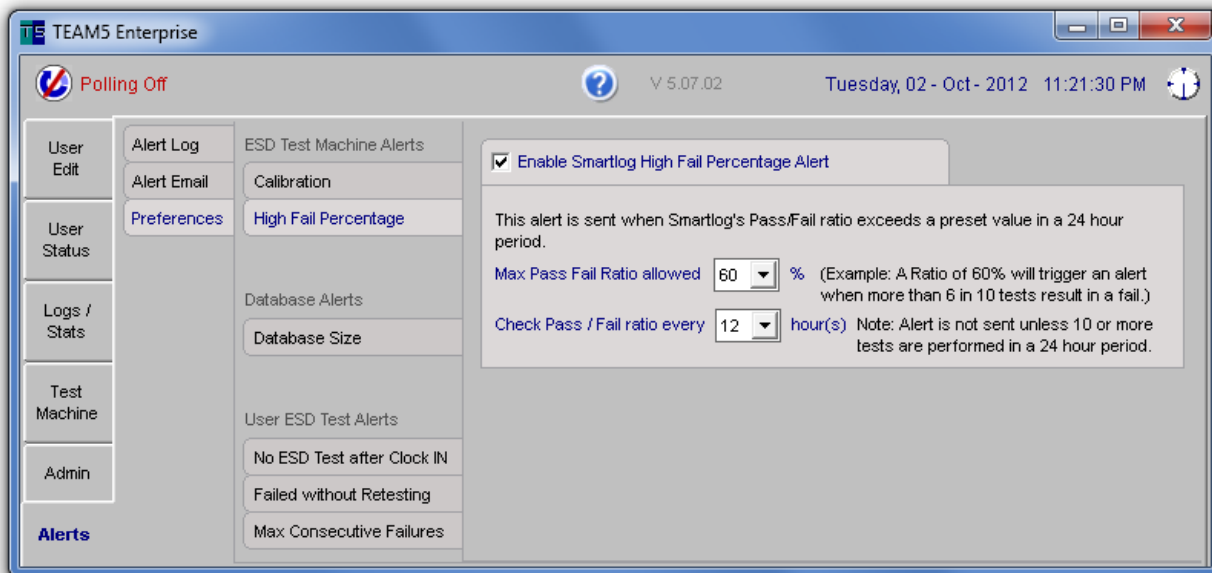 TS TEAM5 Enterprise
Polling Off
?
V 5.07.02
Tuesday, 02 - Oct - 2012 11:21:30 PM
User
Edit
User
Status
Logs /
Stats
Test
Machine
Admin
Alerts
Alert Log
Alert Email
Preferences
ESD Test Machine Alerts
Calibration
High Fail Percentage
Database Alerts
Database Size
User ESD Test Alerts
No ESD Test after Clock IN
Failed without Retesting
Max Consecutive Failures
Enable Smartlog High Fail Percentage Alert
This alert is sent when Smartlog's Pass/Fail ratio exceeds a preset value in a 24 hour
period.
Max Pass Fail Ratio allowed 60 % (Example: A Ratio of 60% will trigger an alert
when more than 6 in 10 tests result in a fail.)
Check Pass / Fail ratio every 12 hour(s) Note: Alert is not sent unless 10 or more
tests are performed in a 24 hour period.